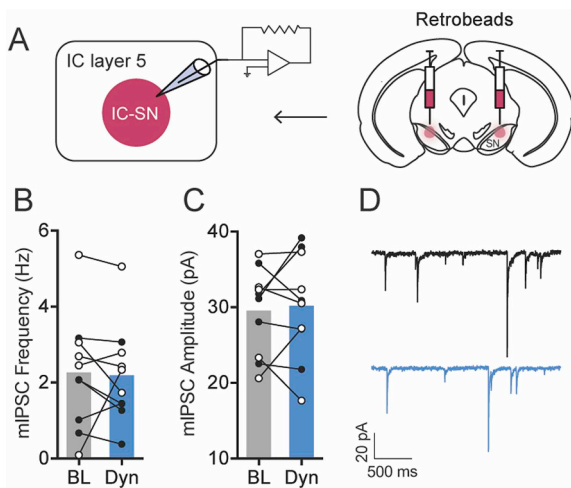 A
Retrobeads
IC layer 5
IC-SN
SN
B
C
D
mIPSC Frequency (Hz)
6
4
2
0
BL
Dyn
mIPSC Amplitude (pA)
40
30
20
10
BL
Dyn
20 pA
500 ms